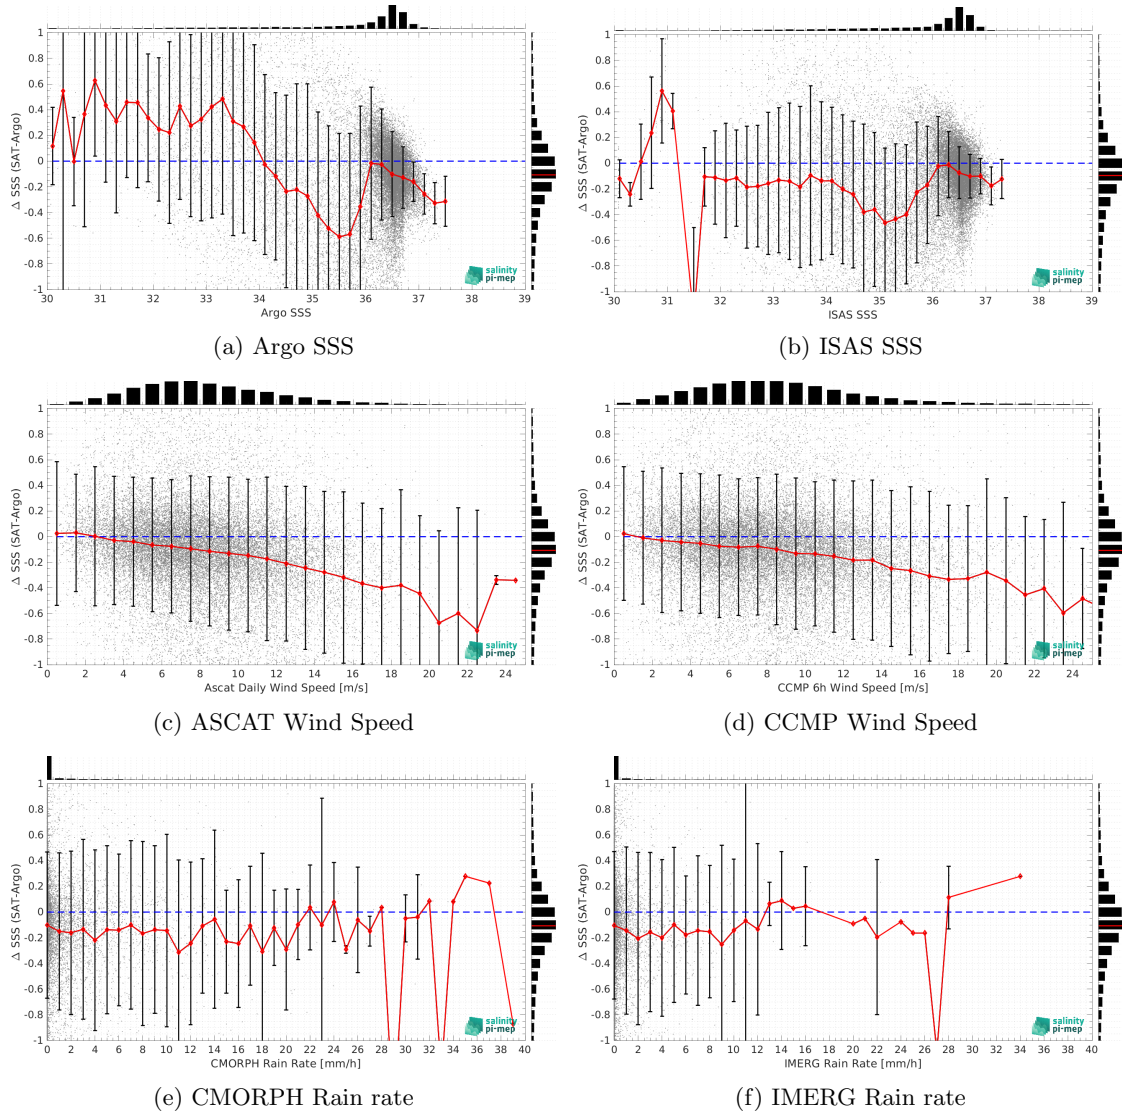 1
0.8
0.6
0.4
0.2
0
-0.2
-0.4
-0.6
-0.8
-1
Δ SSS (SAT-Argo)
30 31 32 33 34 35 36 37 38 39
Argo SSS
salinity
pi-mep
(a) Argo SSS
1
0.8
0.6
0.4
0.2
0
-0.2
-0.4
-0.6
-0.8
-1
Δ SSS (SAT-Argo)
30 31 32 33 34 35 36 37 38 39
ISAS SSS
salinity
pi-mep
(b) ISAS SSS
1
0.8
0.6
0.4
0.2
0
-0.2
-0.4
-0.6
-0.8
-1
Δ SSS (SAT-Argo)
0 2 4 6 8 10 12 14 16 18 20 22 24
Ascat Daily Wind Speed [m/s]
salinity
pi-mep
(c) ASCAT Wind Speed
1
0.8
0.6
0.4
0.2
0
-0.2
-0.4
-0.6
-0.8
-1
Δ SSS (SAT-Argo)
0 2 4 6 8 10 12 14 16 18 20 22 24
CCMP 6h Wind Speed [m/s]
salinity
pi-mep
(d) CCMP Wind Speed
1
0.8
0.6
0.4
0.2
0
-0.2
-0.4
-0.6
-0.8
-1
Δ SSS (SAT-Argo)
0 2 4 6 8 10 12 14 16 18 20 22 24 26 28 30 32 34 36 38 40
CMORPH Rain Rate [mm/h]
salinity
pi-mep
(e) CMORPH Rain rate
1
0.8
0.6
0.4
0.2
0
-0.2
-0.4
-0.6
-0.8
-1
Δ SSS (SAT-Argo)
0 2 4 6 8 10 12 14 16 18 20 22 24 26 28 30 32 34 36 38 40
IMERG Rain Rate [mm/h]
salinity
pi-mep
(f) IMERG Rain rate